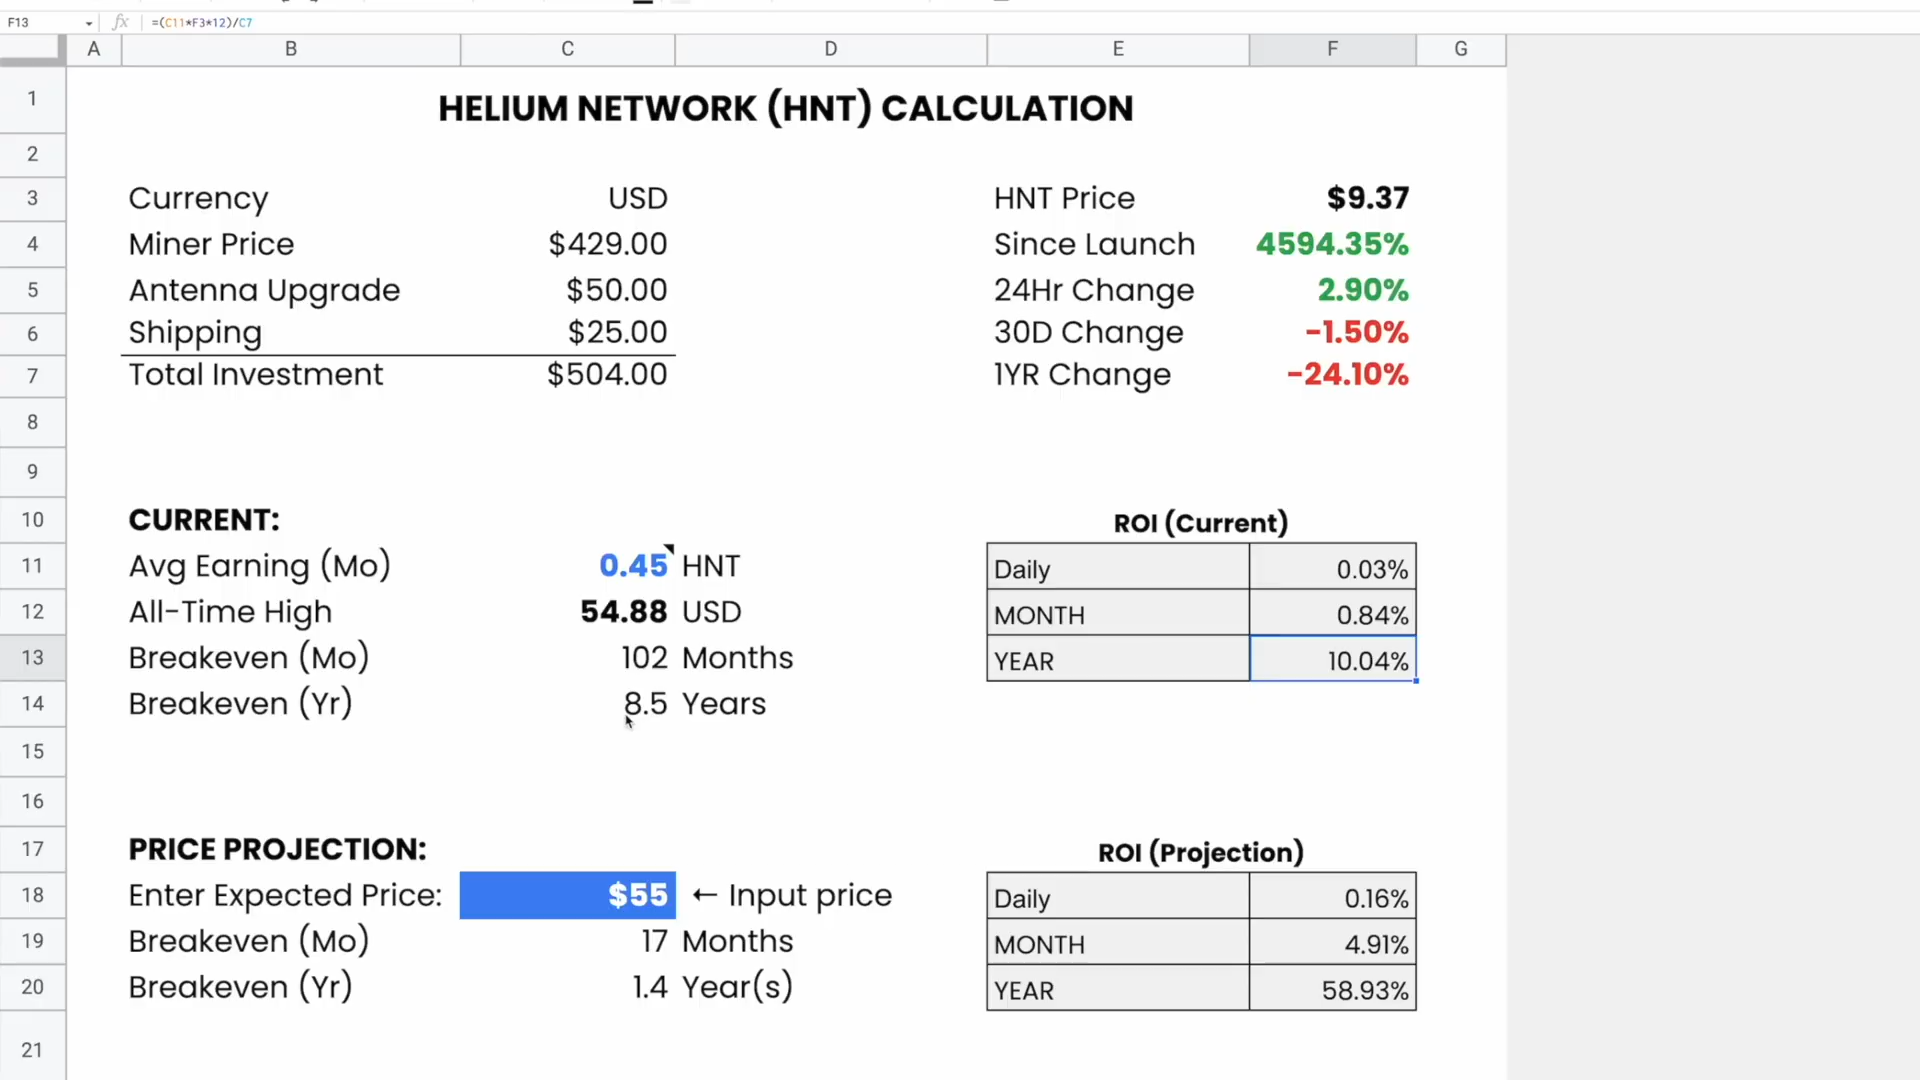 F13 fx =(C11*F3*12)/C7
A B C D E F G
1 HELIUM NETWORK (HNT) CALCULATION
2
3 Currency USD HNT Price $9.37
4 Miner Price $429.00 Since Launch 4594.35%
5 Antenna Upgrade $50.00 24Hr Change 2.90%
6 Shipping $25.00 30D Change -1.50%
7 Total Investment $504.00 1YR Change -24.10%
8
9
10 CURRENT: ROI (Current)
11 Avg Earning (Mo) 0.45 HNT Daily 0.03%
12 All-Time High 54.88 USD MONTH 0.84%
13 Breakeven (Mo) 102 Months YEAR 10.04%
14 Breakeven (Yr) 8.5 Years
15
16
17 PRICE PROJECTION: ROI (Projection)
18 Enter Expected Price: $55 ← Input price Daily 0.16%
19 Breakeven (Mo) 17 Months MONTH 4.91%
20 Breakeven (Yr) 1.4 Year(s) YEAR 58.93%
21